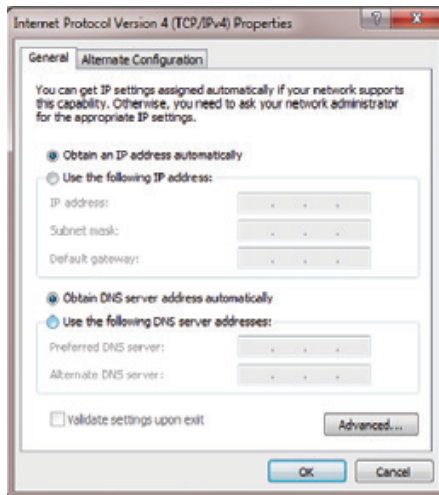 Internet Protocol Version 4 (TCP/IPv4) Properties
General
Alternate Configuration
You can get IP settings assigned automatically if your network supports
this capability. Otherwise, you need to ask your network administrator
for the appropriate IP settings.
Obtain an IP address automatically
Use the following IP address:
IP address:
Subnet mask:
Default gateway:
Obtain DNS server address automatically
Use the following DNS server addresses:
Preferred DNS server:
Alternate DNS server:
Validate settings upon exit
Advanced...
OK
Cancel